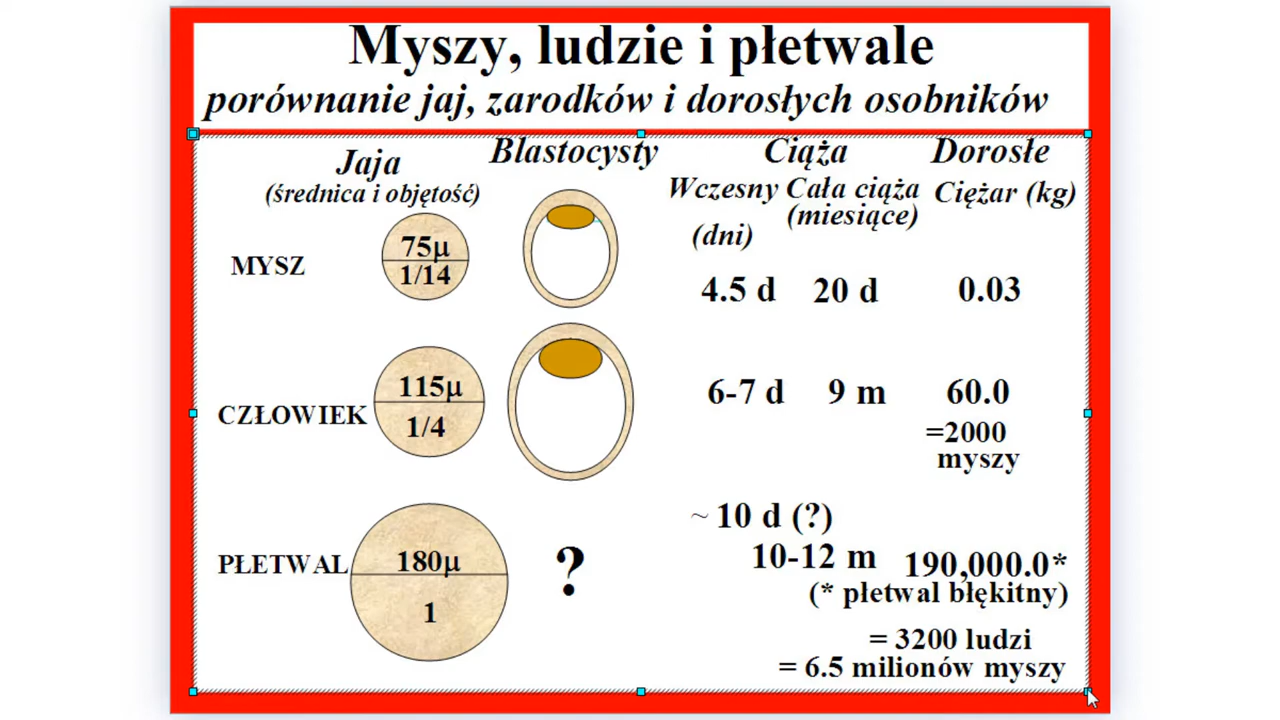 Myszy, ludzie i płetwale
porównanie jaj, zarodków i dorosłych osobników
Jaja
(średnica i objętość)
Blastocysty
Ciąża
Dorosłe
Wczesny Cała ciąża
(dni)
(miesiące)
Ciężar (kg)
MYSZ
75μ
1/14
4.5 d
20 d
0.03
CZŁOWIEK
115μ
1/4
6-7 d
9 m
60.0
=2000
myszy
PŁETWAL
180μ
1
?
~ 10 d (?)
10-12 m
190,000.0*
(* płetwal błękitny)
= 3200 ludzi
= 6.5 milionów myszy